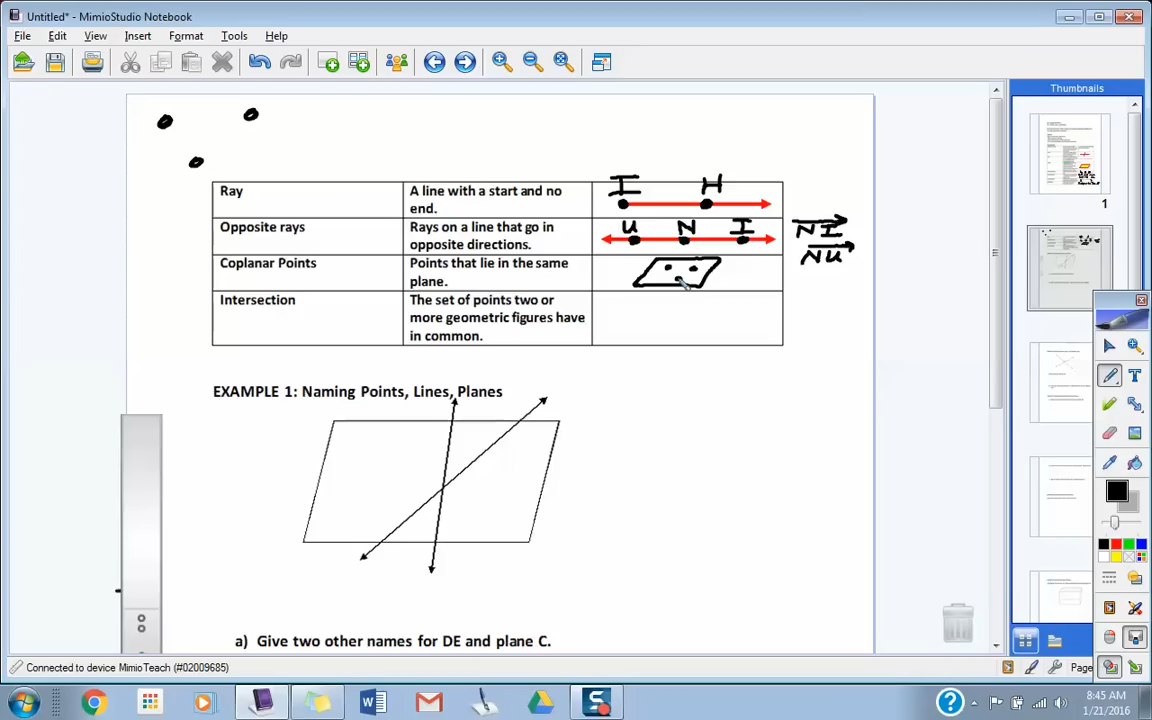 Untitled* - MimioStudio Notebook
File Edit View Insert Format Tools Help
Thumbnails
I H
Ray
A line with a start and no
end.
U N I
Opposite rays
Rays on a line that go in
opposite directions.
NI
NU
Coplanar Points
Points that lie in the same
plane.
Intersection
The set of points two or
more geometric figures have
in common.
1
EXAMPLE 1: Naming Points, Lines, Planes
a) Give two other names for DE and plane C.
Connected to device MimioTeach (#02009685)
Page
8:45 AM
1/21/2016